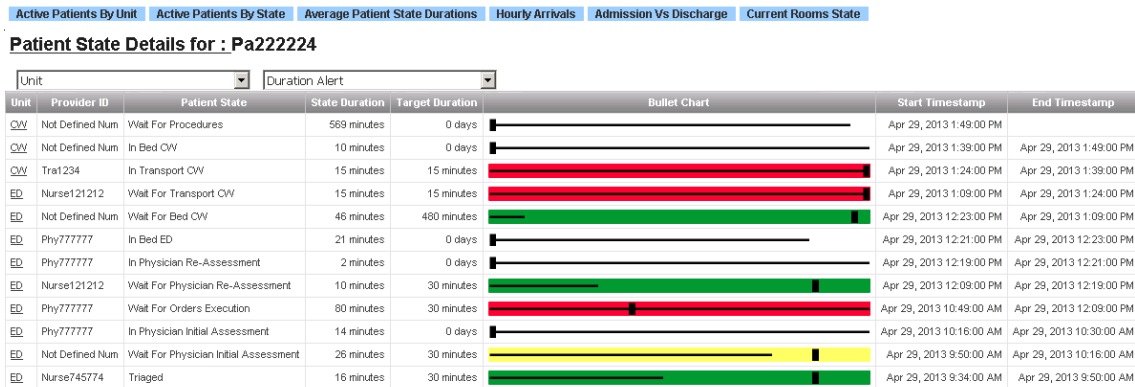 Active Patients By Unit Active Patients By State Average Patient State Durations Hourly Arrivals Admission Vs Discharge Current Rooms State
Patient State Details for : Pa222224
Unit Duration Alert
Unit Provider ID Patient State State Duration Target Duration Bullet Chart Start Timestamp End Timestamp
CW Not Defined Num Wait For Procedures 569 minutes 0 days Apr 29, 2013 1:49:00 PM
CW Not Defined Num In Bed CW 10 minutes 0 days Apr 29, 2013 1:39:00 PM Apr 29, 2013 1:49:00 PM
CW Tra1234 In Transport CW 15 minutes 15 minutes Apr 29, 2013 1:24:00 PM Apr 29, 2013 1:39:00 PM
ED Nurse121212 Wait For Transport CW 15 minutes 15 minutes Apr 29, 2013 1:09:00 PM Apr 29, 2013 1:24:00 PM
ED Not Defined Num Wait For Bed CW 46 minutes 480 minutes Apr 29, 2013 12:23:00 PM Apr 29, 2013 1:09:00 PM
ED Phy777777 In Bed ED 21 minutes 0 days Apr 29, 2013 12:21:00 PM Apr 29, 2013 12:23:00 PM
ED Phy777777 In Physician Re-Assessment 2 minutes 0 days Apr 29, 2013 12:19:00 PM Apr 29, 2013 12:21:00 PM
ED Nurse121212 Wait For Physician Re-Assessment 10 minutes 30 minutes Apr 29, 2013 12:09:00 PM Apr 29, 2013 12:19:00 PM
ED Phy777777 Wait For Orders Execution 80 minutes 30 minutes Apr 29, 2013 10:49:00 AM Apr 29, 2013 12:09:00 PM
ED Phy777777 In Physician Initial Assessment 14 minutes 0 days Apr 29, 2013 10:16:00 AM Apr 29, 2013 10:30:00 AM
ED Not Defined Num Wait For Physician Initial Assessment 26 minutes 30 minutes Apr 29, 2013 9:50:00 AM Apr 29, 2013 10:16:00 AM
ED Nurse745774 Triaged 16 minutes 30 minutes Apr 29, 2013 9:34:00 AM Apr 29, 2013 9:50:00 AM